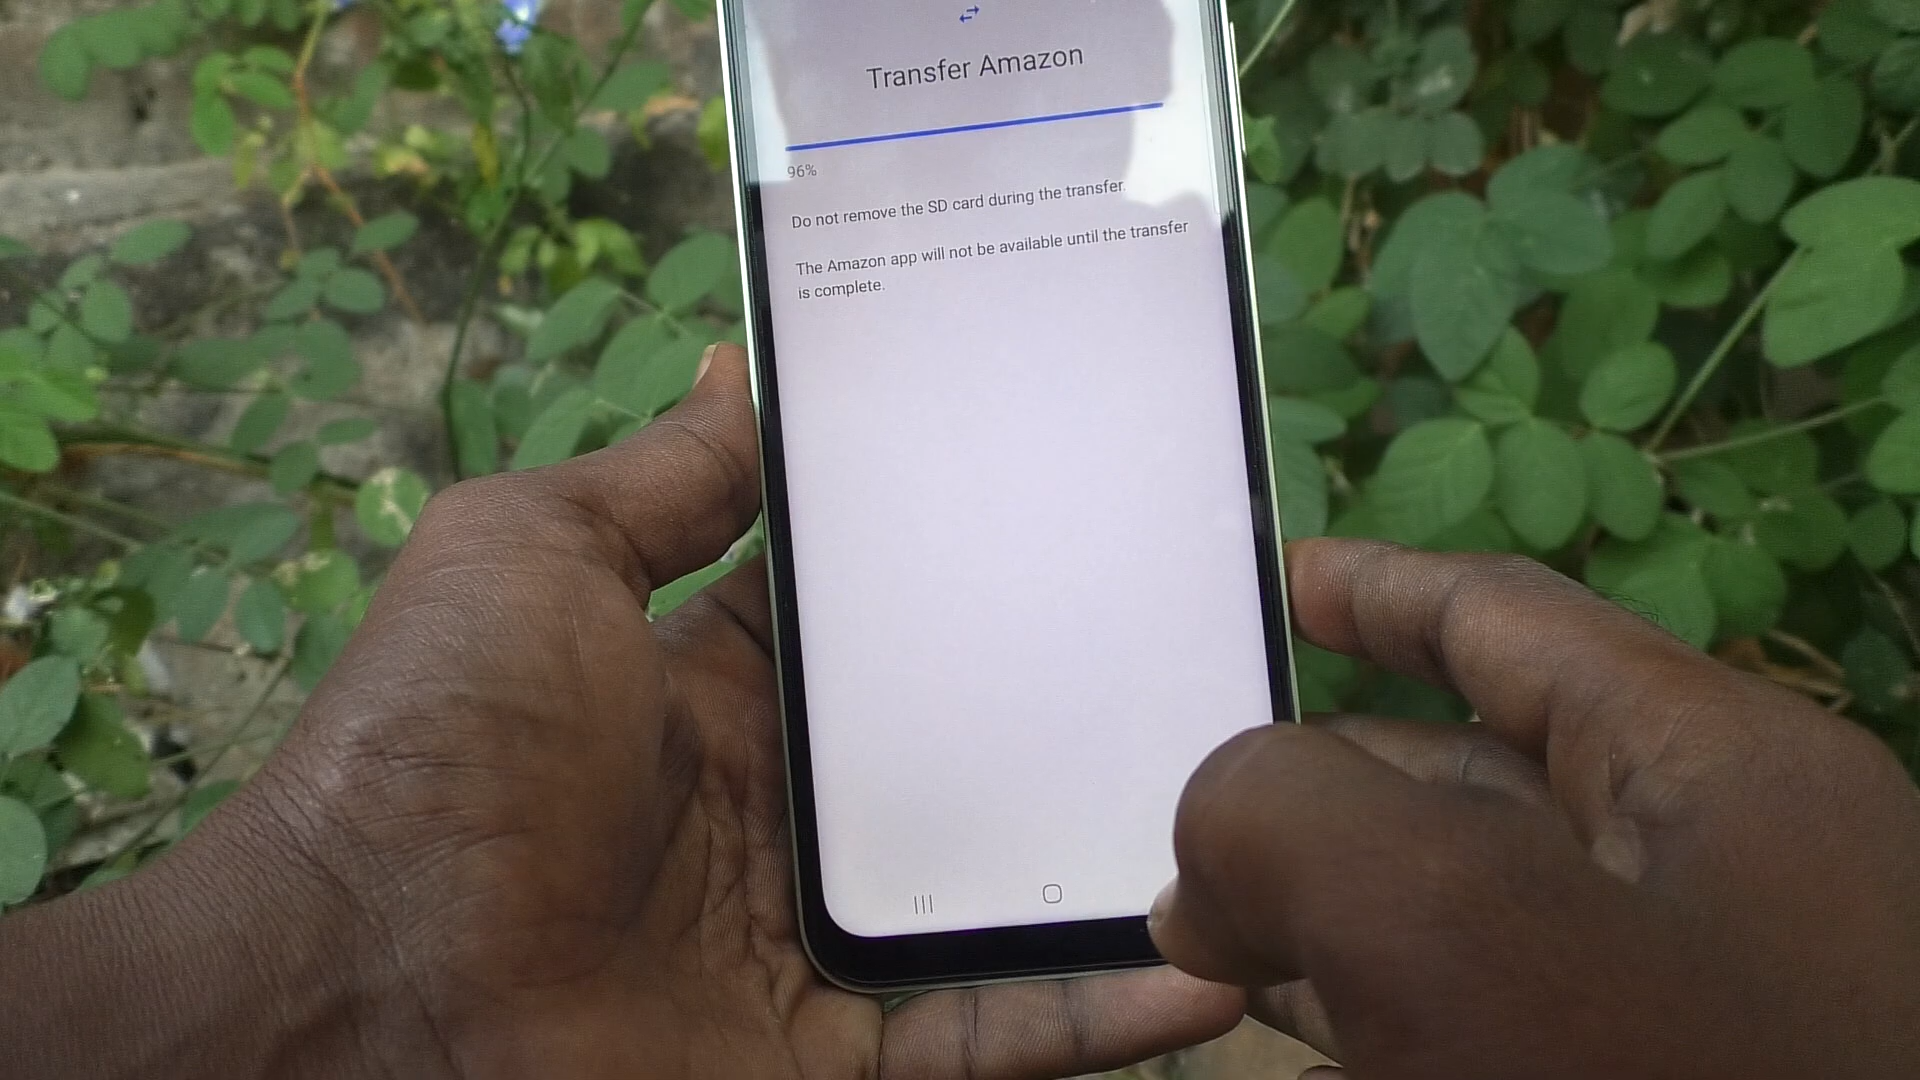 Transfer Amazon
96%
Do not remove the SD card during the transfer.
The Amazon app will not be available until the transfer
is complete.